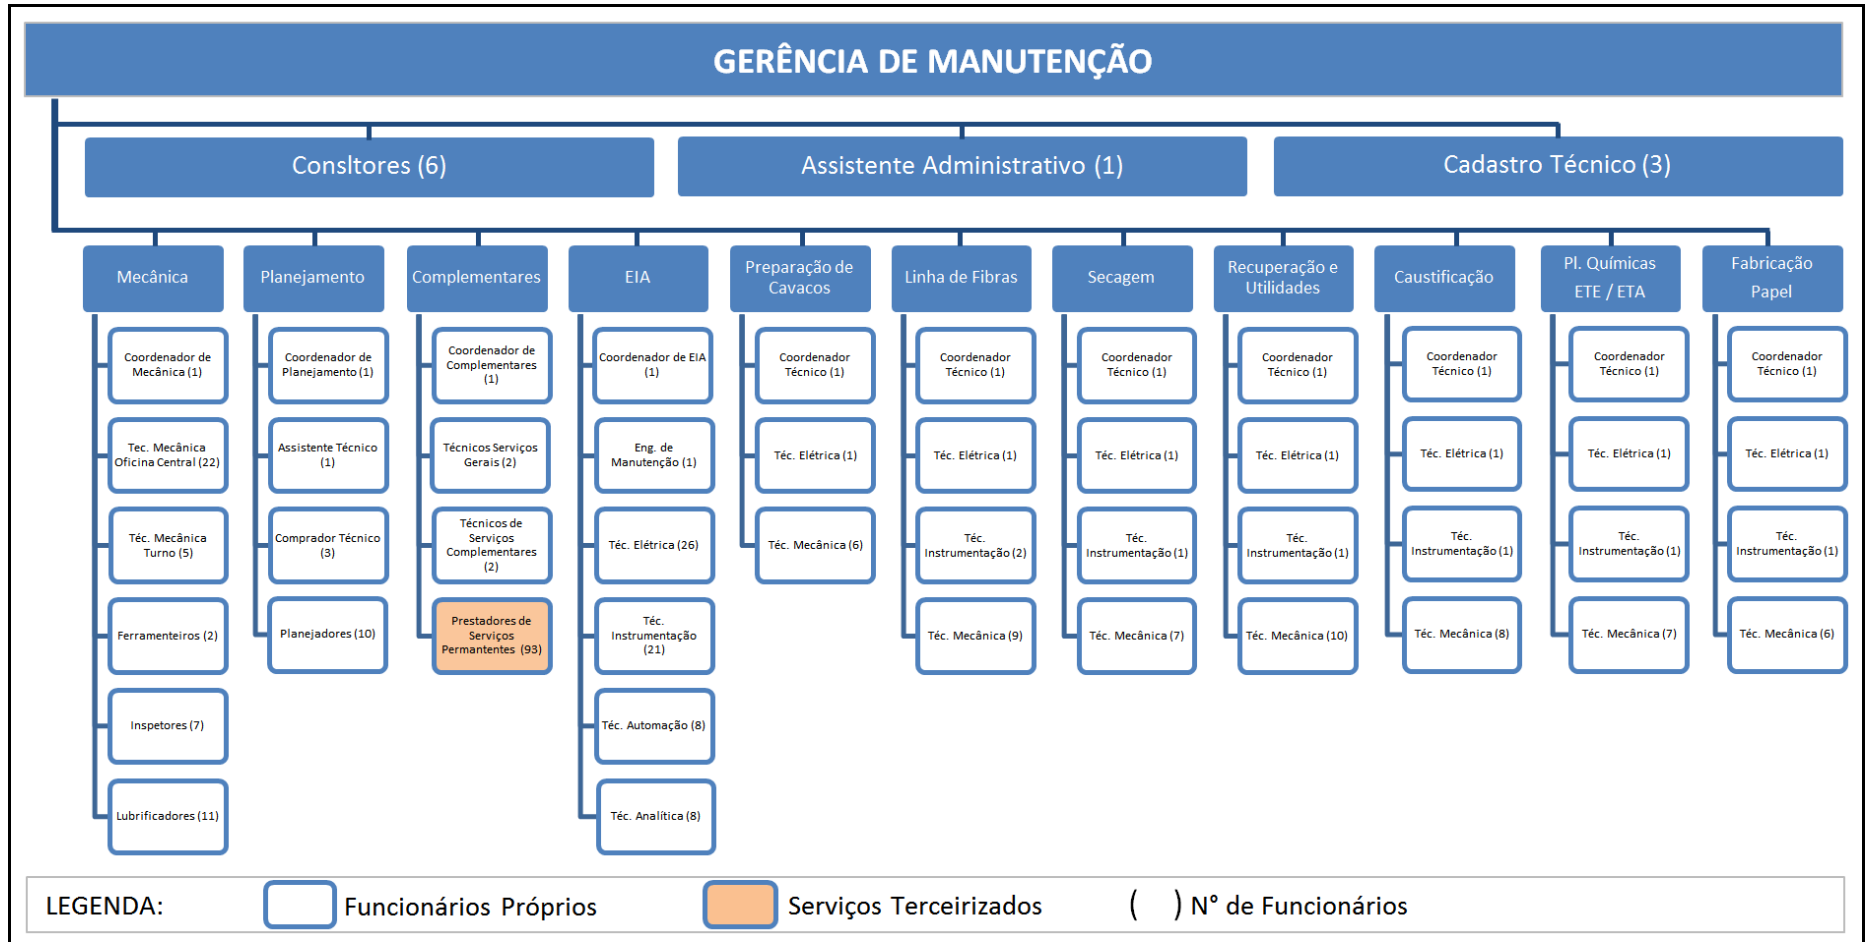 GERÊNCIA DE MANUTENÇÃO
Consltores (6)
Assistente Administrativo (1)
Cadastro Técnico (3)
Mecânica
Coordenador de
Mecânica (1)
Tec. Mecânica
Oficina Central (22)
Téc. Mecânica
Turno (5)
Ferramenteiros (2)
Inspetores (7)
Lubrificadores (11)
Planejamento
Coordenador de
Planejamento (1)
Assistente Técnico
(1)
Comprador Técnico
(3)
Planejadores (10)
Complementares
Coordenador de
Complementares
(1)
Técnicos Serviços
Gerais (2)
Técnicos de
Serviços
Complementares
(2)
Prestadores de
Serviços
Permantentes (93)
EIA
Coordenador de EIA
(1)
Eng. de
Manutenção (1)
Téc. Elétrica (26)
Téc.
Instrumentação
(21)
Téc. Automação (8)
Téc. Analítica (8)
Preparação de
Cavacos
Coordenador
Técnico (1)
Téc. Elétrica (1)
Téc. Mecânica (6)
Linha de Fibras
Coordenador
Técnico (1)
Téc. Elétrica (1)
Téc.
Instrumentação (2)
Téc. Mecânica (9)
Secagem
Coordenador
Técnico (1)
Téc. Elétrica (1)
Téc.
Instrumentação (1)
Téc. Mecânica (7)
Recuperação e
Utilidades
Coordenador
Técnico (1)
Téc. Elétrica (1)
Téc.
Instrumentação (1)
Téc. Mecânica (10)
Caustificação
Coordenador
Técnico (1)
Téc. Elétrica (1)
Téc.
Instrumentação (1)
Téc. Mecânica (8)
Pl. Químicas
ETE / ETA
Coordenador
Técnico (1)
Téc. Elétrica (1)
Téc.
Instrumentação (1)
Téc. Mecânica (7)
Fabricação
Papel
Coordenador
Técnico (1)
Téc. Elétrica (1)
Téc.
Instrumentação (1)
Téc. Mecânica (6)
LEGENDA:
Funcionários Próprios
Serviços Terceirizados
( ) N° de Funcionários